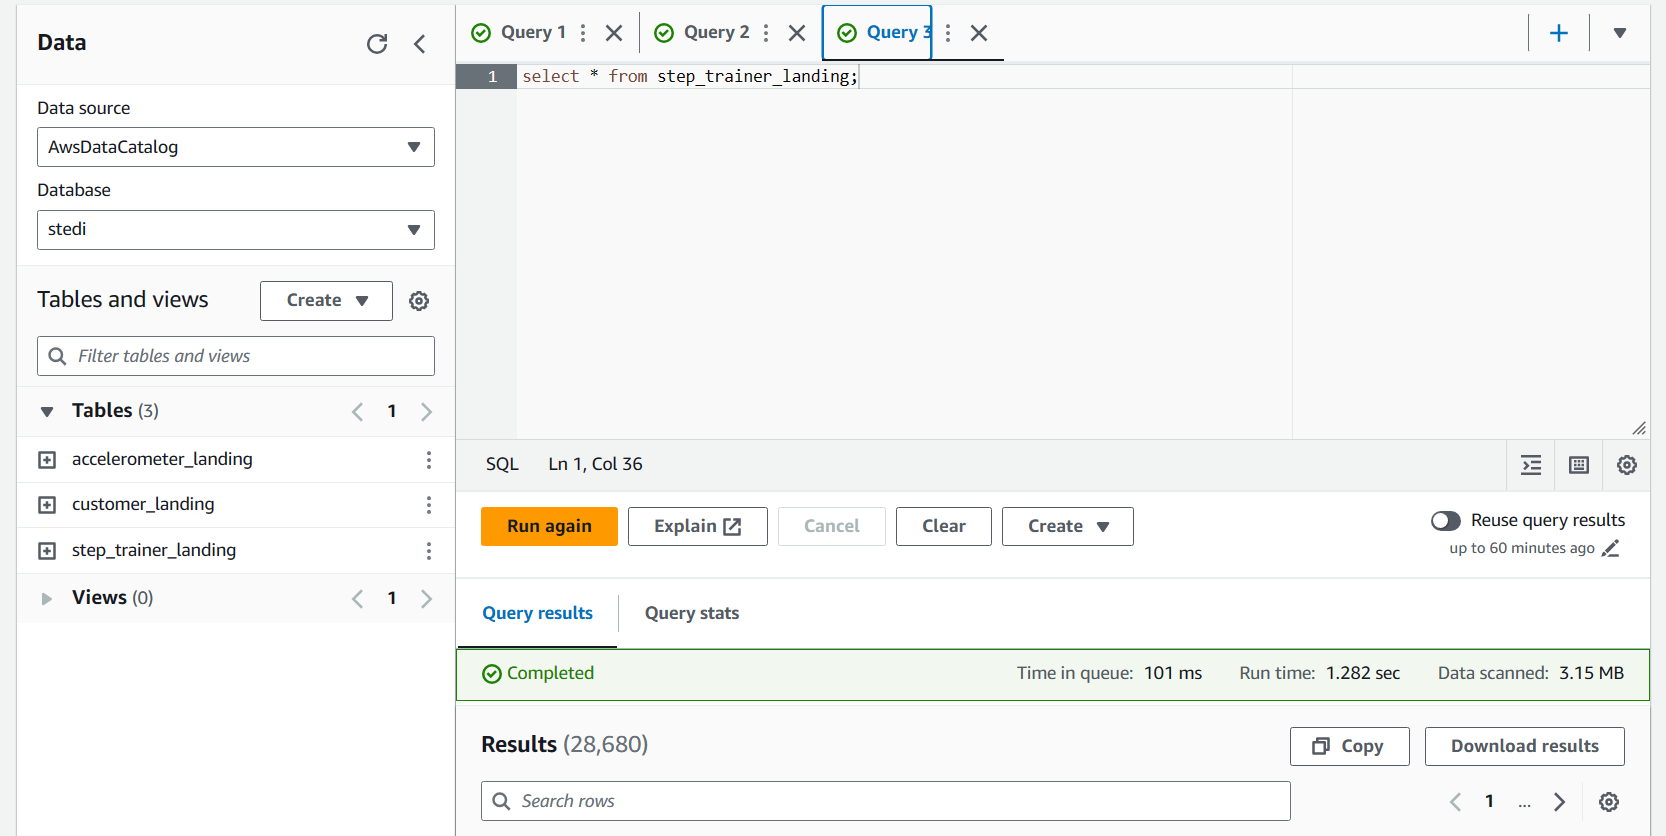 Data
Data source
AwsDataCatalog
Database
stedi
Tables and views
Create
Filter tables and views
Tables (3)
1
accelerometer_landing
customer_landing
step_trainer_landing
Views (0)
1
Query 1
Query 2
Query 3
1 select * from step_trainer_landing;
SQL Ln 1, Col 36
Run again
Explain
Cancel
Clear
Create
Reuse query results
up to 60 minutes ago
Query results
Query stats
Completed
Time in queue: 101 ms
Run time: 1.282 sec
Data scanned: 3.15 MB
Results (28,680)
Copy
Download results
Search rows
1 ...